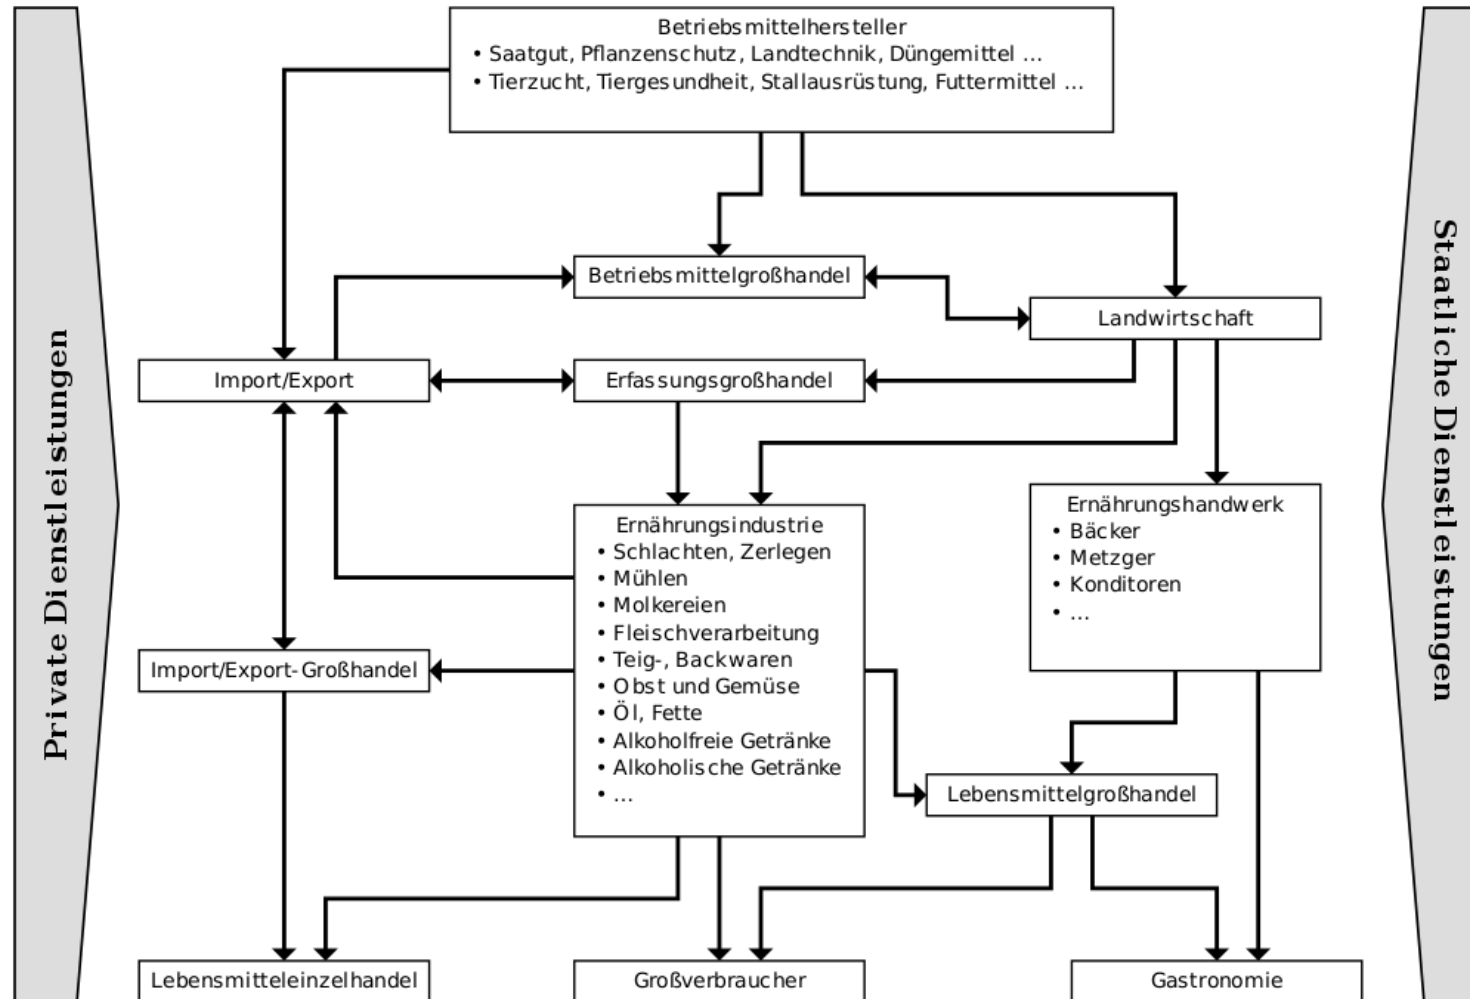 Betriebsmittelhersteller
• Saatgut, Pflanzenschutz, Landtechnik, Düngemittel ...
• Tierzucht, Tiergesundheit, Stallausrüstung, Futtermittel ...
Private Dienstleistungen
Staatliche Dienstleistungen
Betriebsmittelgroßhandel
Landwirtschaft
Import/Export
Erfassungsgroßhandel
Ernährungsindustrie
• Schlachten, Zerlegen
• Mühlen
• Molkereien
• Fleischverarbeitung
• Teig-, Backwaren
• Obst und Gemüse
• Öl, Fette
• Alkoholfreie Getränke
• Alkoholische Getränke
• ...
Ernährungshandwerk
• Bäcker
• Metzger
• Konditoren
• ...
Import/Export-Großhandel
Lebensmittelgroßhandel
Lebensmitteleinzelhandel
Großverbraucher
Gastronomie